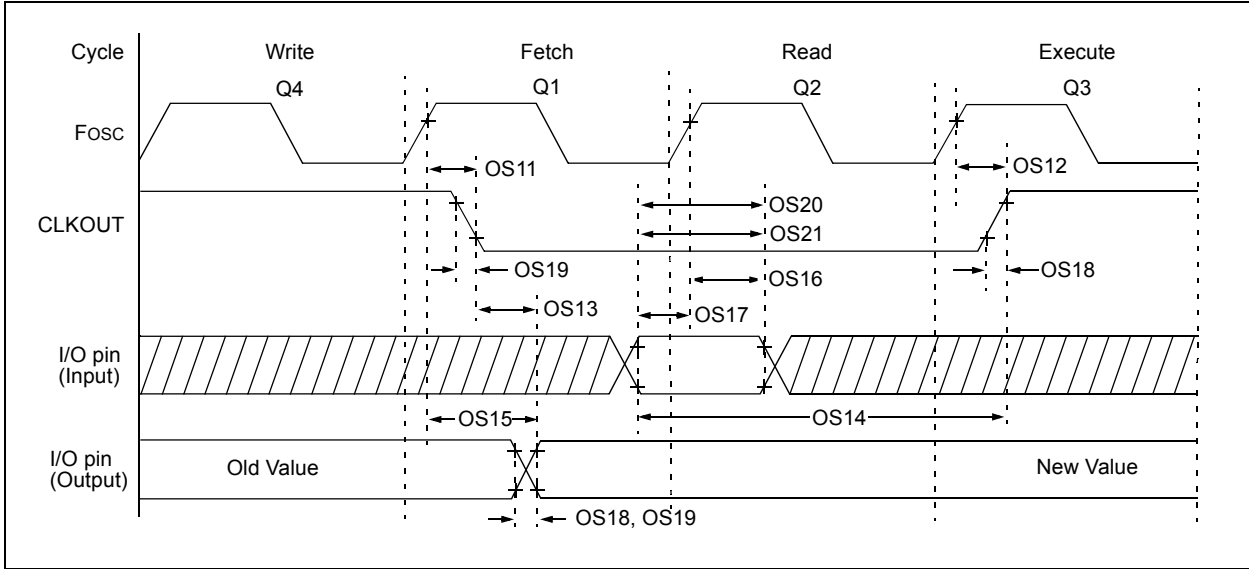 Cycle Write Fetch Read Execute
Q4 Q1 Q2 Q3
FOSC
OS11 OS12
CLKOUT
OS20
OS21
OS19 OS16 OS18
OS13 OS17
I/O pin
(Input)
OS15 OS14
I/O pin
(Output)
Old Value New Value
OS18, OS19